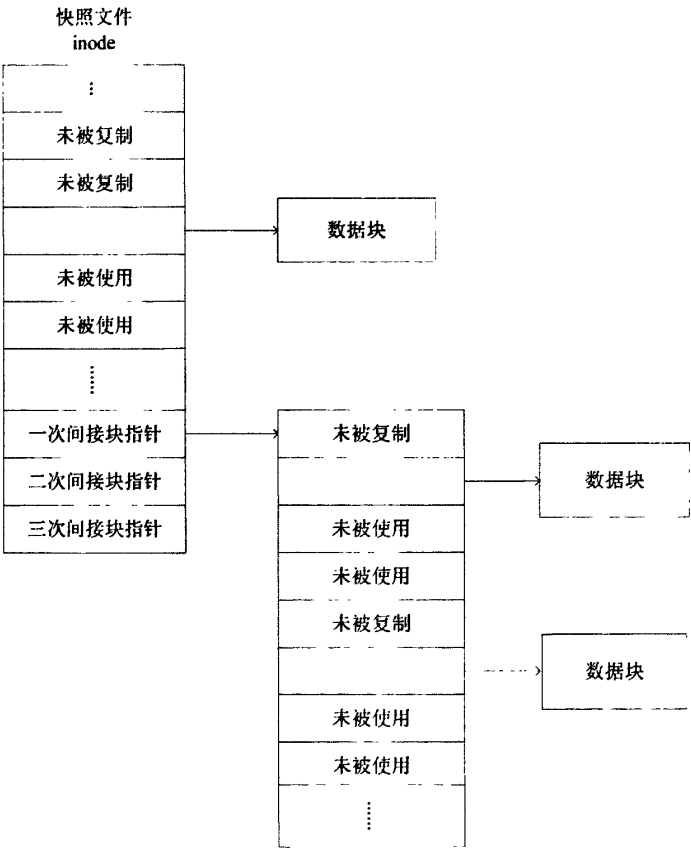 快照文件
inode
⋮
未被复制
未被复制
数据块
未被使用
未被使用
⋮
一次间接块指针
二次间接块指针
三次间接块指针
未被复制
数据块
未被使用
未被使用
未被复制
数据块
未被使用
未被使用
⋮